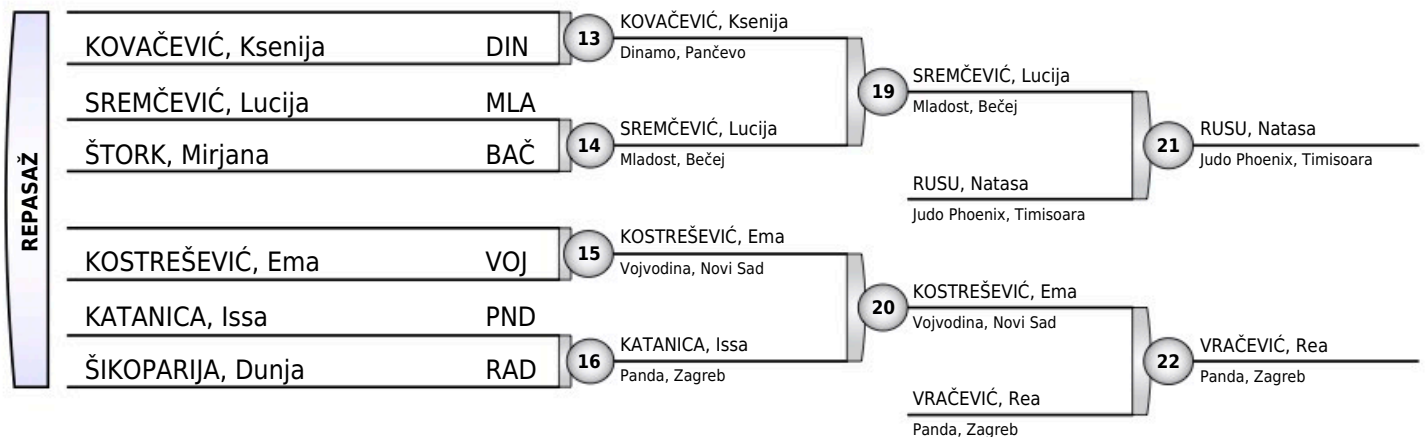 REPASAŽ
KOVAČEVIĆ, Ksenija DIN
SREMČEVIĆ, Lucija MLA
ŠTORK, Mirjana BAČ
KOSTREŠEVIĆ, Ema VOJ
KATANICA, Issa PND
ŠIKOPARIJA, Dunja RAD
13
KOVAČEVIĆ, Ksenija
Dinamo, Pančevo
14
SREMČEVIĆ, Lucija
Mladost, Bečej
15
KOSTREŠEVIĆ, Ema
Vojvodina, Novi Sad
16
KATANICA, Issa
Panda, Zagreb
19
SREMČEVIĆ, Lucija
Mladost, Bečej
RUSU, Natasa
Judo Phoenix, Timisoara
20
KOSTREŠEVIĆ, Ema
Vojvodina, Novi Sad
VRAČEVIĆ, Rea
Panda, Zagreb
21
RUSU, Natasa
Judo Phoenix, Timisoara
22
VRAČEVIĆ, Rea
Panda, Zagreb